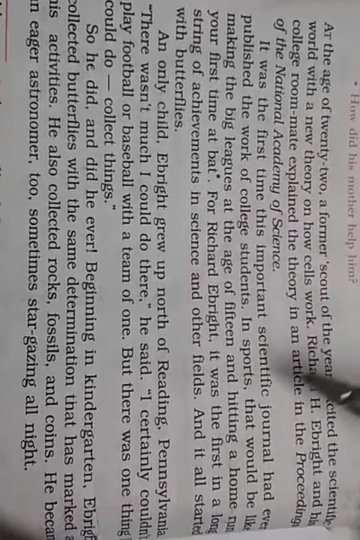 How did his mother help him?
At the age of twenty-two, a former 'scout of the year' excited the scientific
world with a new theory on how cells work. Richard H. Ebright and his
college room-mate explained the theory in an article in the Proceedings
of the National Academy of Science.
It was the first time this important scientific journal had ever
published the work of college students. In sports, that would be like
making the big leagues at the age of fifteen and hitting a home run
your first time at bat*. For Richard Ebright, it was the first in a long
string of achievements in science and other fields. And it all started
with butterflies.
An only child, Ebright grew up north of Reading, Pennsylvania.
"There wasn't much I could do there," he said. "I certainly couldn't
play football or baseball with a team of one. But there was one thing I
could do — collect things."
So he did, and did he ever! Beginning in kindergarten, Ebright
collected butterflies with the same determination that has marked all
his activities. He also collected rocks, fossils, and coins. He became
an eager astronomer, too, sometimes star-gazing all night.